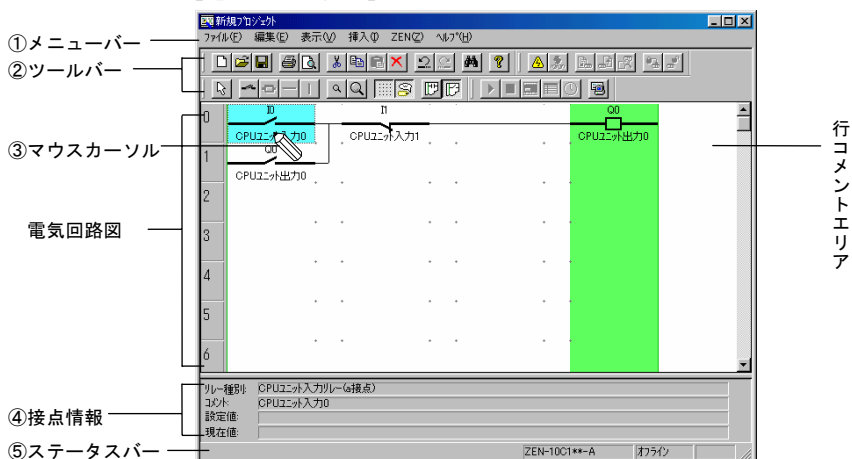 新規ﾌﾟﾛｼﾞｪｸﾄ
①メニューバー
ﾌｧｲﾙ(F) 編集(E) 表示(V) 挿入(I) ZEN(Z) ﾍﾙﾌﾟ(H)
②ツールバー
0 I0 I1 Q0
CPUﾕﾆｯﾄ入力0 CPUﾕﾆｯﾄ入力1 CPUﾕﾆｯﾄ出力0
③マウスカーソル
1 Q0
CPUﾕﾆｯﾄ出力0
行コメントエリア
2
電気回路図
3
4
5
6
④接点情報
ﾘﾚｰ種別: CPUﾕﾆｯﾄ入力ﾘﾚｰ(a接点)
ｺﾒﾝﾄ: CPUﾕﾆｯﾄ入力0
設定値:
現在値:
⑤ステータスバー
ZEN-10C1**-A ｵﾌﾗｲﾝ